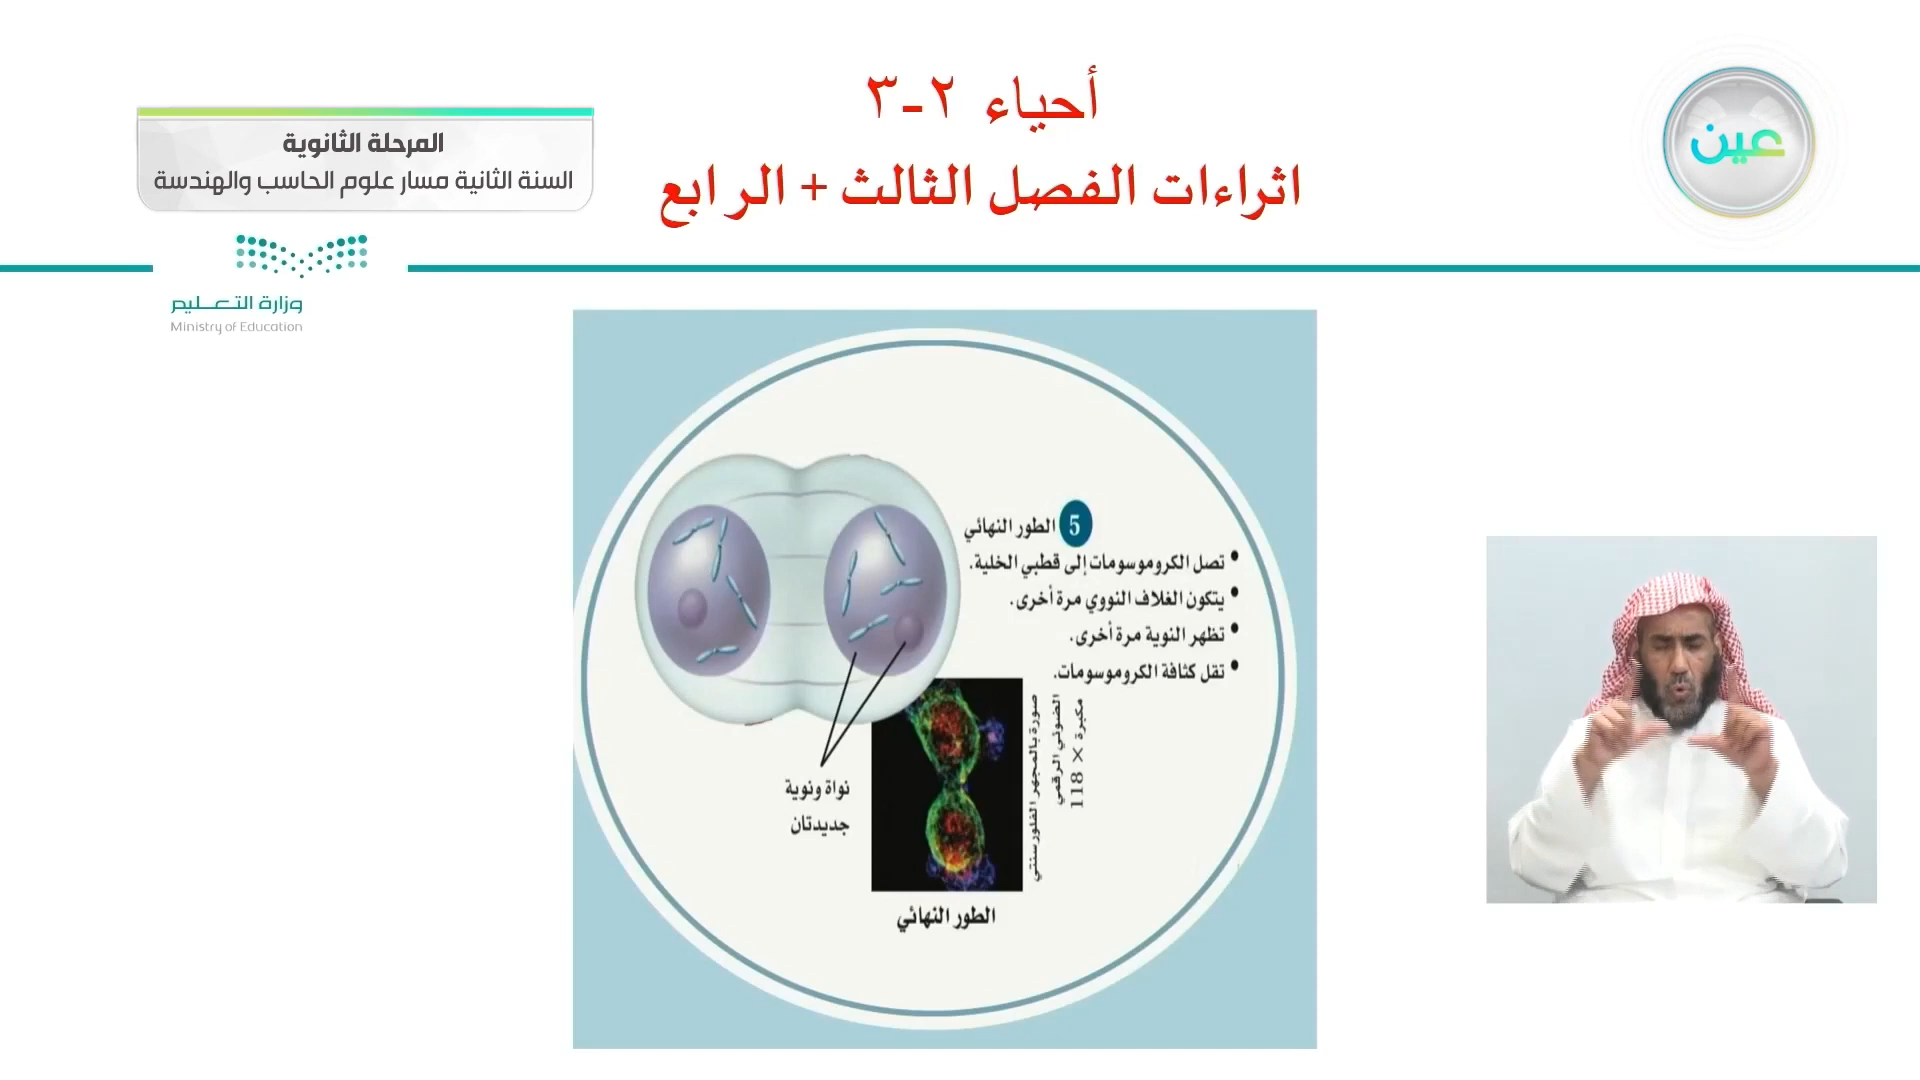 أحياء ٢-٣
اثراءات الفصل الثالث + الرابع
عين
المرحلة الثانوية
السنة الثانية مسار علوم الحاسب والهندسة
وزارة التعليم
Ministry of Education
5 الطور النهائي
• تصل الكروموسومات إلى قطبي الخلية.
• يتكون الغلاف النووي مرة أخرى.
• تظهر النوية مرة أخرى.
• تقل كثافة الكروموسومات.
صورة بالمجهر الفلورسنتي
الضوئي الرقمي
مكبرة × 118
نواة ونوية
جديدتان
الطور النهائي